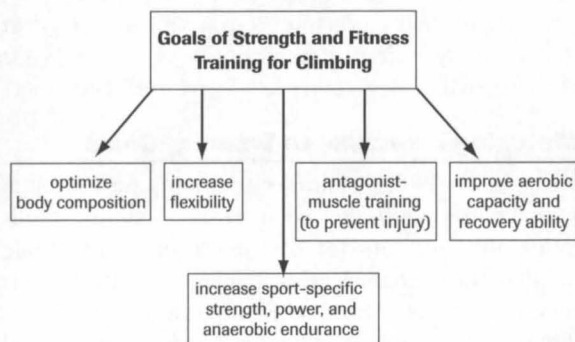 Goals of Strength and Fitness
Training for Climbing
optimize
body composition
increase
flexibility
antagonist-
muscle training
(to prevent injury)
improve aerobic
capacity and
recovery ability
increase sport-specific
strength, power, and
anaerobic endurance